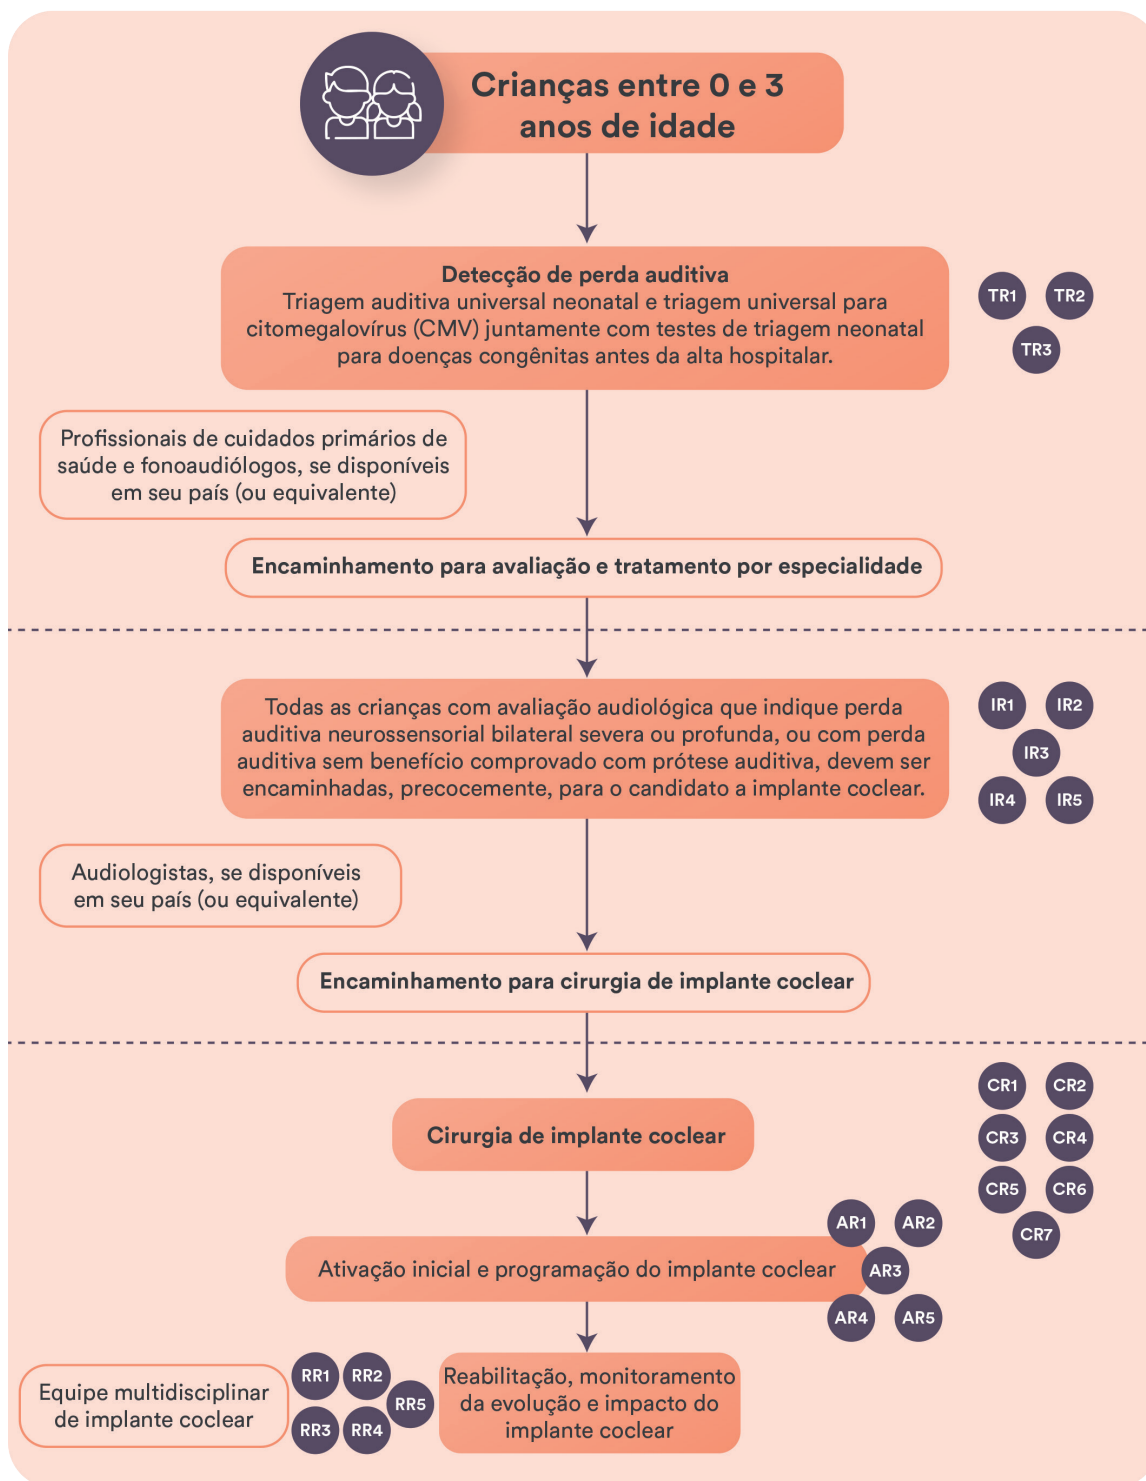 Crianças entre 0 e 3
anos de idade
Detecção de perda auditiva
Triagem auditiva universal neonatal e triagem universal para
citomegalovírus (CMV) juntamente com testes de triagem neonatal
para doenças congênitas antes da alta hospitalar.
TR1
TR2
TR3
Profissionais de cuidados primários de
saúde e fonoaudiólogos, se disponíveis
em seu país (ou equivalente)
Encaminhamento para avaliação e tratamento por especialidade
Todas as crianças com avaliação audiológica que indique perda
auditiva neurossensorial bilateral severa ou profunda, ou com perda
auditiva sem benefício comprovado com prótese auditiva, devem ser
encaminhadas, precocemente, para o candidato a implante coclear.
IR1
IR2
IR3
IR4
IR5
Audiologistas, se disponíveis
em seu país (ou equivalente)
Encaminhamento para cirurgia de implante coclear
Cirurgia de implante coclear
CR1
CR2
CR3
CR4
CR5
CR6
CR7
Ativação inicial e programação do implante coclear
AR1
AR2
AR3
AR4
AR5
Equipe multidisciplinar
de implante coclear
RR1
RR2
RR5
RR3
RR4
Reabilitação, monitoramento
da evolução e impacto do
implante coclear